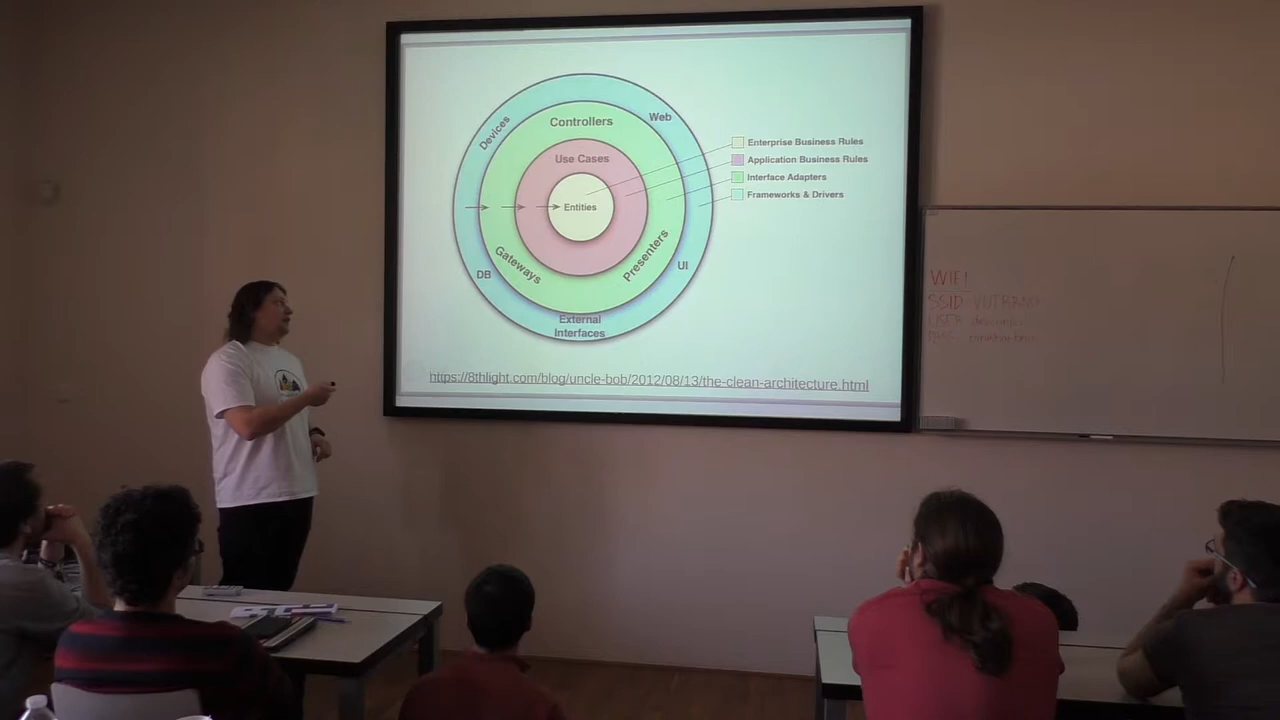 Devices
Controllers
Web
Use Cases
Entities
Gateways
Presenters
DB
UI
External
Interfaces
Enterprise Business Rules
Application Business Rules
Interface Adapters
Frameworks & Drivers
https://8thlight.com/blog/uncle-bob/2012/08/13/the-clean-architecture.html
WIFI
SSID